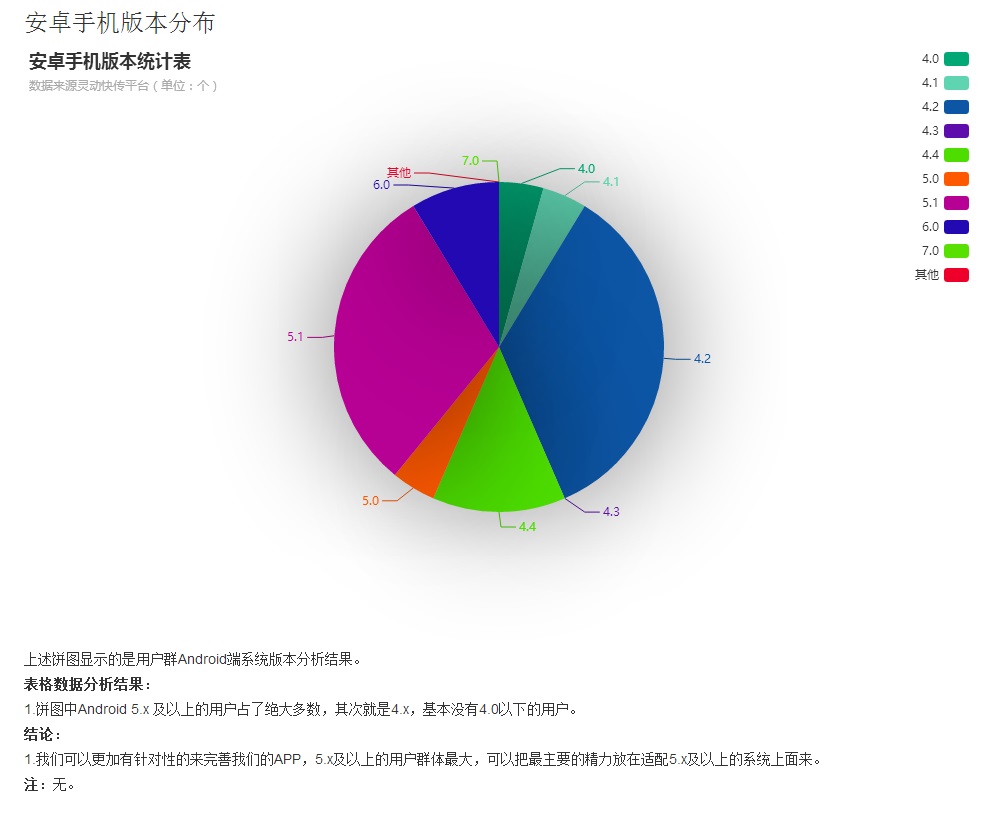 安卓手机版本分布
安卓手机版本统计表
数据来源灵动快传平台（单位：个）
4.0
4.1
4.2
4.3
4.4
5.0
5.1
6.0
7.0
其他
7.0
其他
6.0
4.0
4.1
5.1
4.2
5.0
4.3
4.4
上述饼图显示的是用户群Android端系统版本分析结果。
表格数据分析结果：
1.饼图中Android 5.x 及以上的用户占了绝大多数，其次就是4.x，基本没有4.0以下的用户。
结论：
1.我们可以更加有针对性的来完善我们的APP，5.x及以上的用户群体最大，可以把最主要的精力放在适配5.x及以上的系统上面来。
注：无。